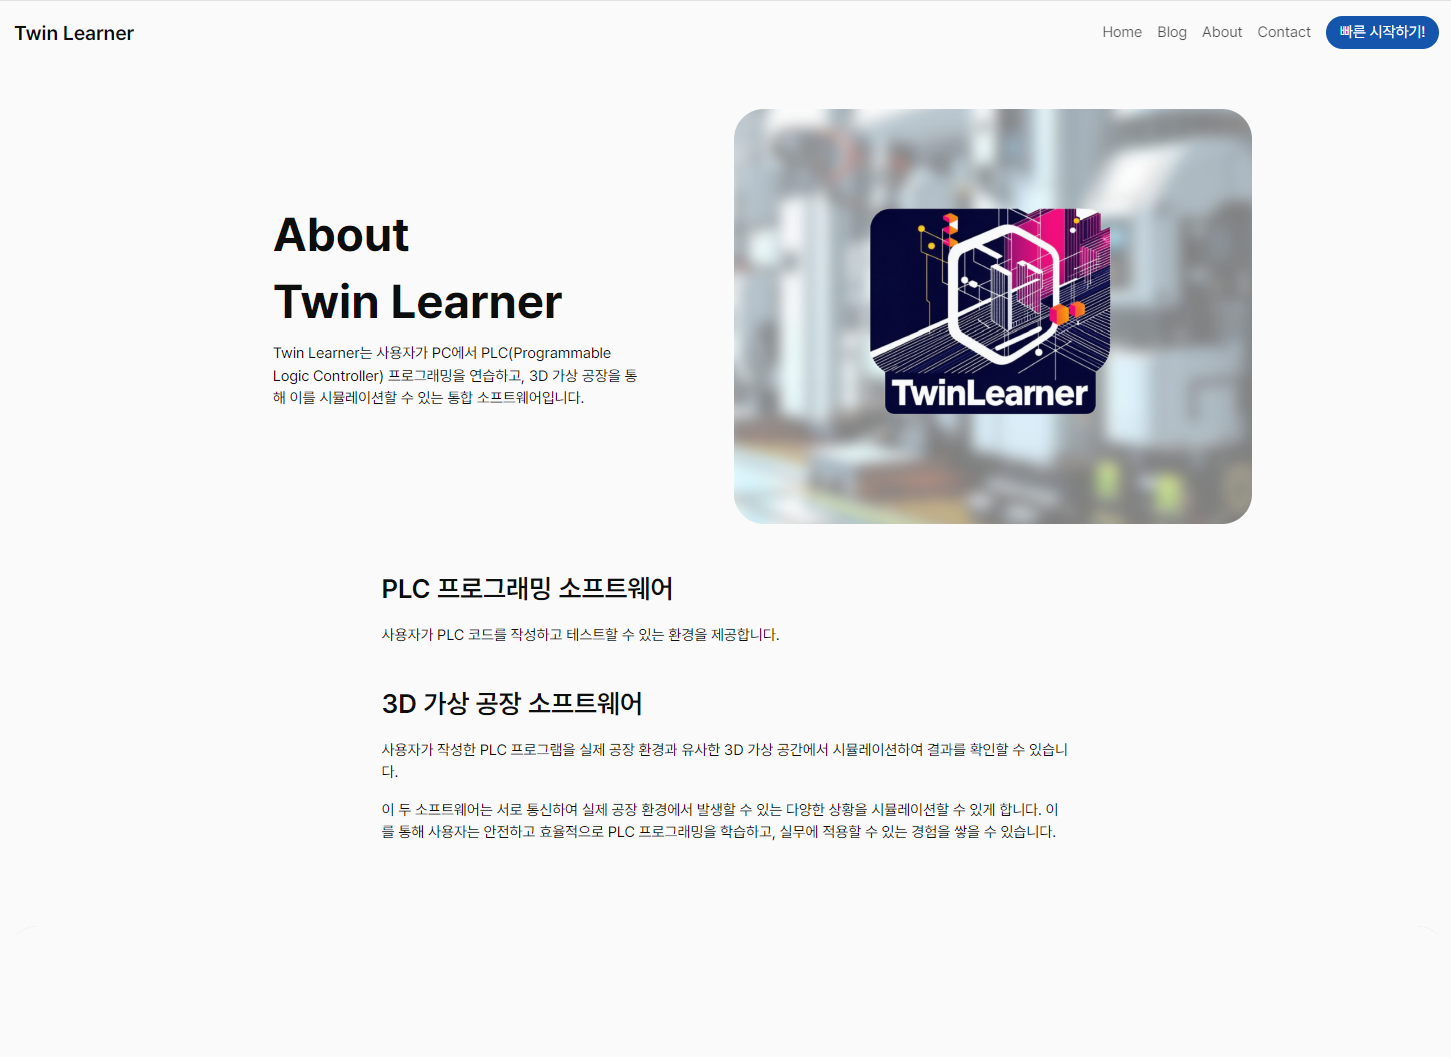 Twin Learner
Home
Blog
About
Contact
빠른 시작하기!
About
Twin Learner
Twin Learner는 사용자가 PC에서 PLC(Programmable
Logic Controller) 프로그래밍을 연습하고, 3D 가상 공장을 통
해 이를 시뮬레이션할 수 있는 통합 소프트웨어입니다.
TwinLearner
PLC 프로그래밍 소프트웨어
사용자가 PLC 코드를 작성하고 테스트할 수 있는 환경을 제공합니다.
3D 가상 공장 소프트웨어
사용자가 작성한 PLC 프로그램을 실제 공장 환경과 유사한 3D 가상 공간에서 시뮬레이션하여 결과를 확인할 수 있습니
다.
이 두 소프트웨어는 서로 통신하여 실제 공장 환경에서 발생할 수 있는 다양한 상황을 시뮬레이션할 수 있게 합니다. 이
를 통해 사용자는 안전하고 효율적으로 PLC 프로그래밍을 학습하고, 실무에 적용할 수 있는 경험을 쌓을 수 있습니다.